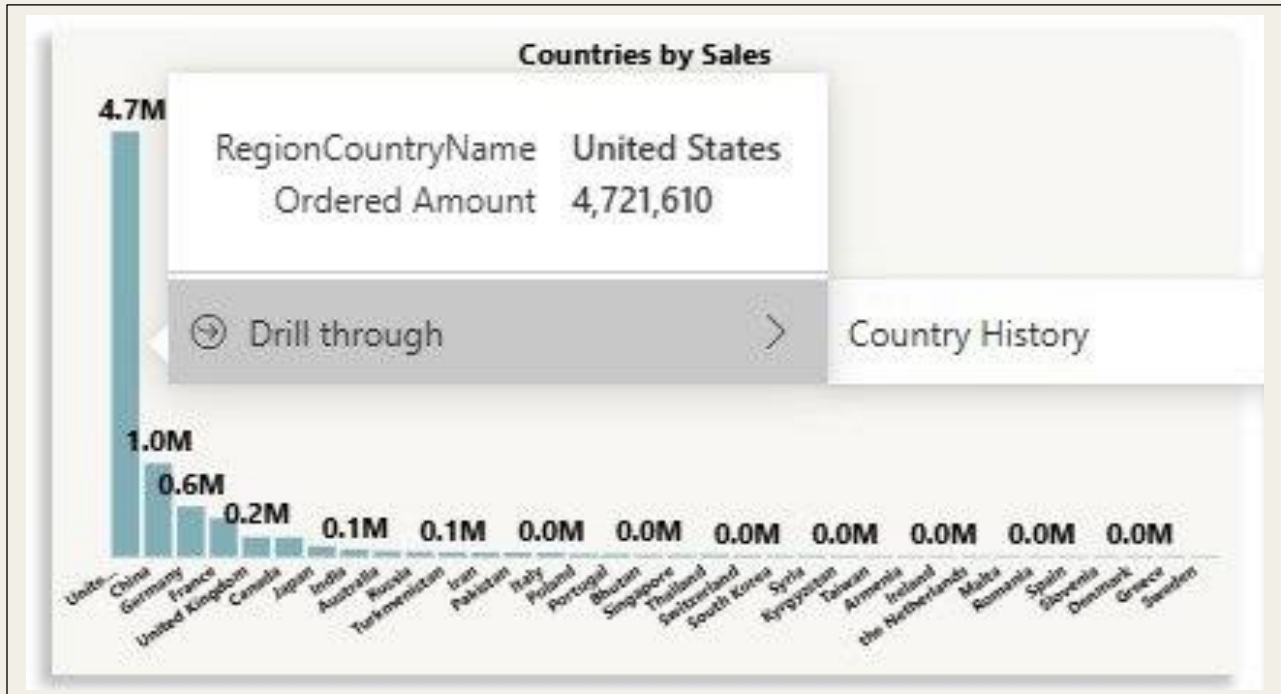 Countries by Sales
4.7M
RegionCountryName United States
Ordered Amount 4,721,610
Drill through
Country History
1.0M
0.6M
0.2M
0.1M
0.1M
0.0M
0.0M
0.0M
0.0M
0.0M
0.0M
0.0M
Unite...
China
Germany
France
United Kingdom
Canada
Japan
India
Australia
Russia
Turkmenistan
Iran
Pakistan
Italy
Poland
Portugal
Bhutan
Singapore
Thailand
Switzerland
South Korea
Syria
Kyrgyzstan
Taiwan
Armenia
Ireland
the Netherlands
Malta
Romania
Spain
Slovenia
Denmark
Greece
Sweden